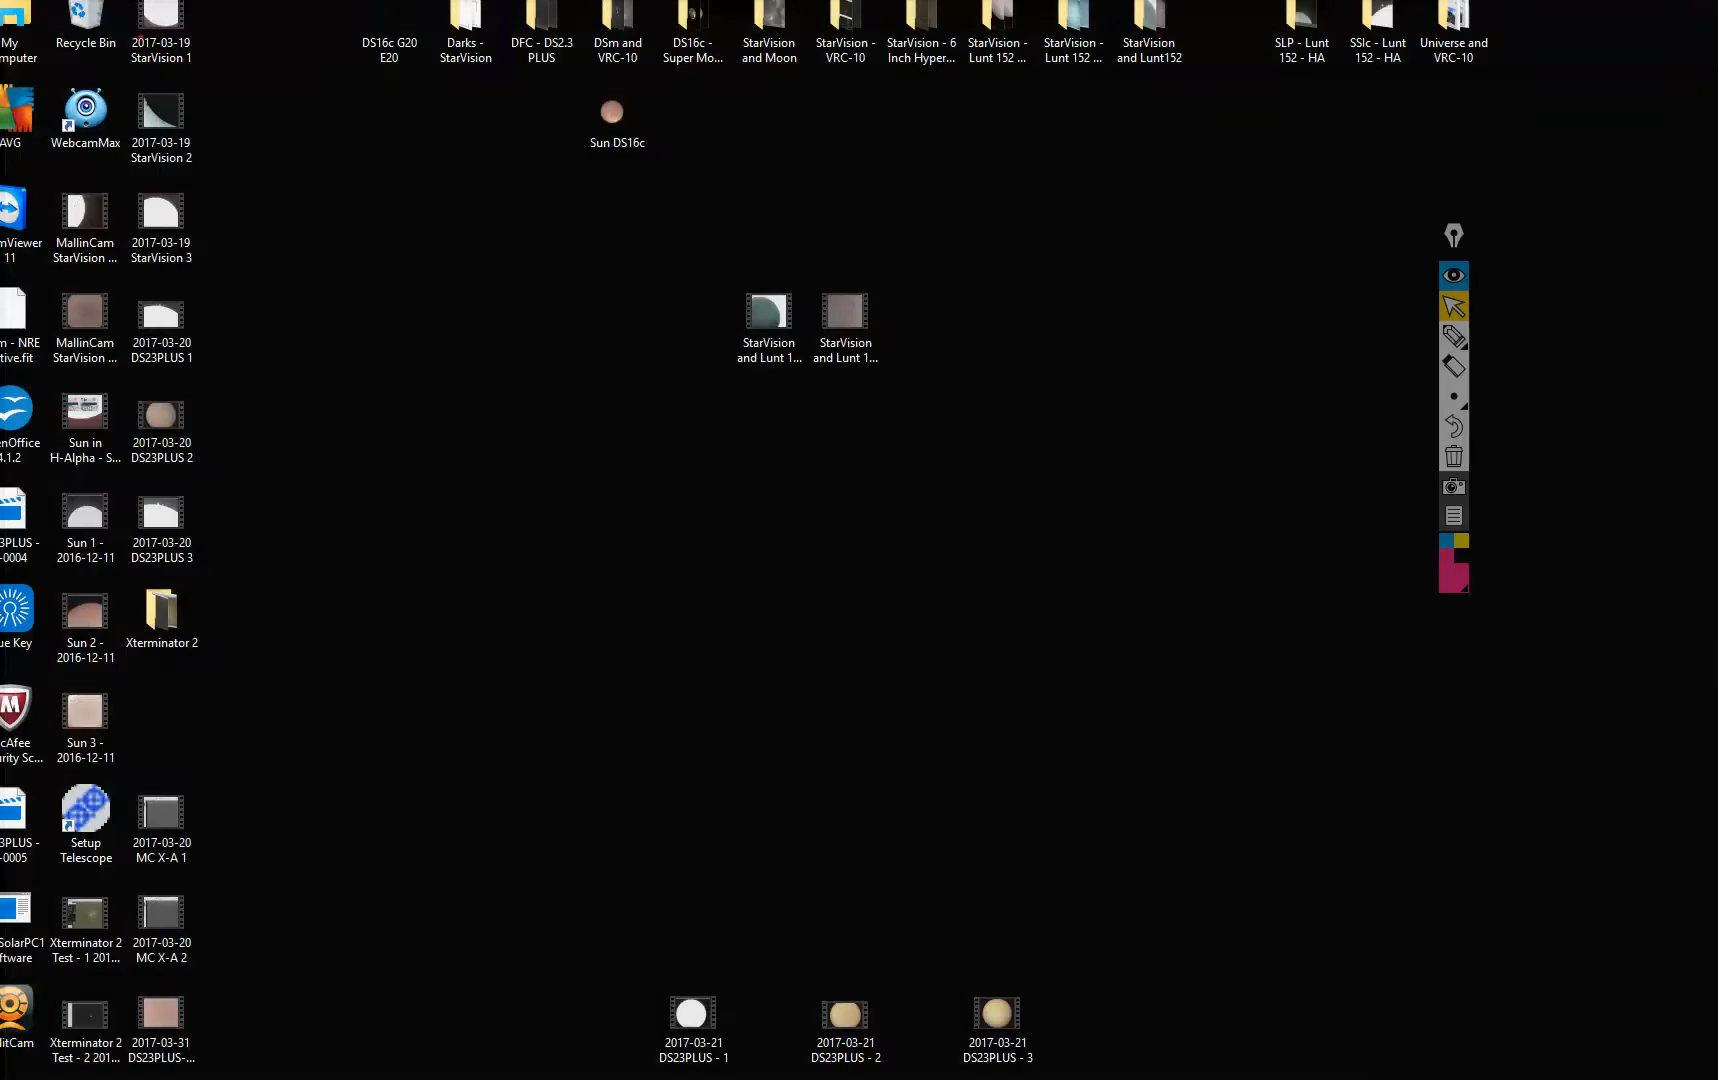 My
mputer
Recycle Bin
2017-03-19
StarVision 1
DS16c G20
E20
Darks -
StarVision
DFC - DS2.3
PLUS
DSm and
VRC-10
DS16c -
Super Mo...
StarVision
and Moon
StarVision -
VRC-10
StarVision - 6
Inch Hyper...
StarVision -
Lunt 152 ...
StarVision -
Lunt 152 ...
StarVision
and Lunt152
SLP - Lunt
152 - HA
SSIc - Lunt
152 - HA
Universe and
VRC-10
AVG
WebcamMax
2017-03-19
StarVision 2
Sun DS16c
mViewer
11
MallinCam
StarVision ...
2017-03-19
StarVision 3
m - NRE
tive.fit
MallinCam
StarVision ...
2017-03-20
DS23PLUS 1
StarVision
and Lunt 1...
StarVision
and Lunt 1...
enOffice
4.1.2
Sun in
H-Alpha - S...
2017-03-20
DS23PLUS 2
3PLUS -
-0004
Sun 1 -
2016-12-11
2017-03-20
DS23PLUS 3
ue Key
Sun 2 -
2016-12-11
Xterminator 2
M
cAfee
urity Sc...
Sun 3 -
2016-12-11
3PLUS -
-0005
Setup
Telescope
2017-03-20
MC X-A 1
SolarPC1
ftware
Xterminator 2
Test - 1 201...
2017-03-20
MC X-A 2
litCam
Xterminator 2
Test - 2 201...
2017-03-31
DS23PLUS-...
2017-03-21
DS23PLUS - 1
2017-03-21
DS23PLUS - 2
2017-03-21
DS23PLUS - 3